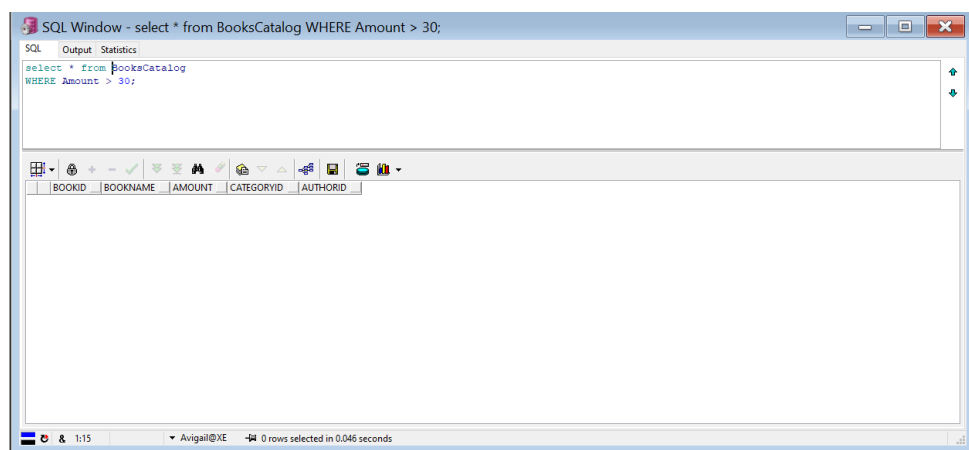 SQL Window - select * from BooksCatalog WHERE Amount > 30;
SQL Output Statistics
select * from BooksCatalog
WHERE Amount > 30;
BOOKID BOOKNAME AMOUNT CATEGORYID AUTHORID
& 1:15 Avigail@XE 0 rows selected in 0.046 seconds